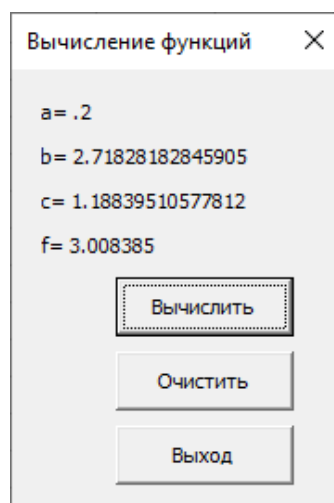 Вычисление функций
a= .2
b= 2.71828182845905
c= 1.18839510577812
f= 3.008385
Вычислить
Очистить
Выход